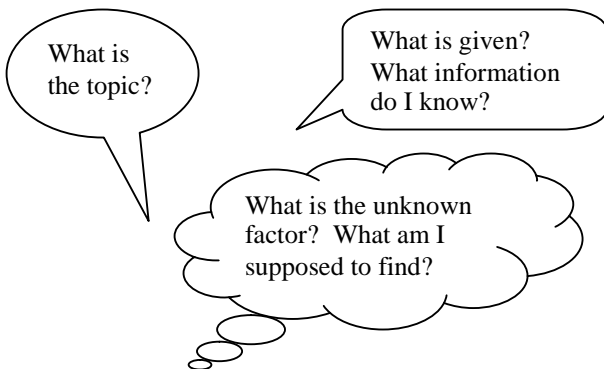 What is
the topic?
What is given?
What information
do I know?
What is the unknown
factor?  What am I
supposed to find?